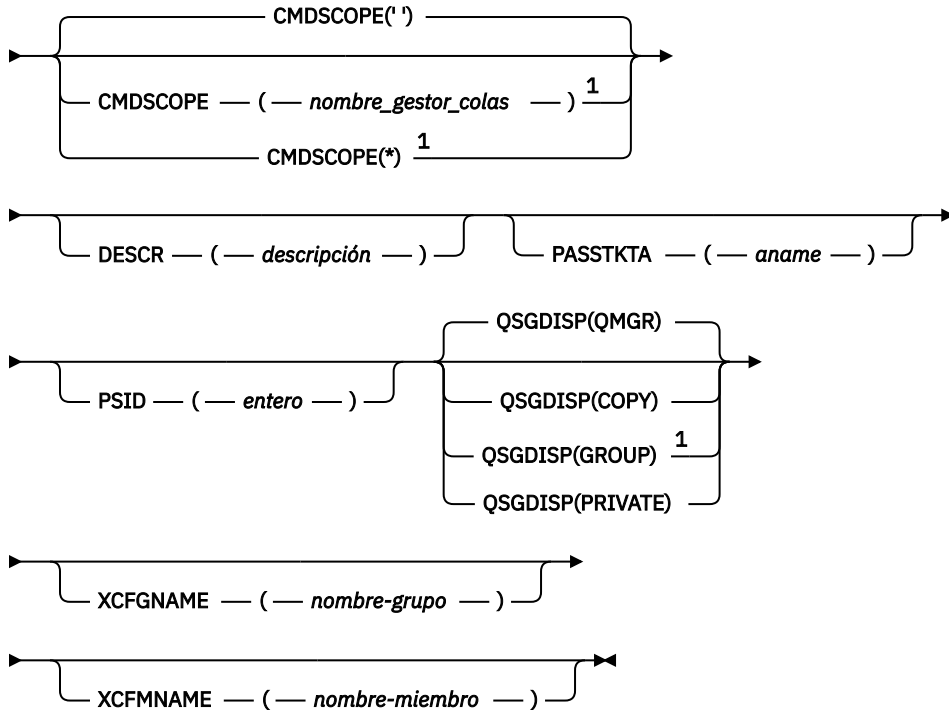 CMDSCOPE(' ')
CMDSCOPE ( nombre_gestor_colas ) 1
CMDSCOPE(*) 1
DESCR ( descripción ) PASSTKTA ( aname )
QSGDISP(QMGR)
PSID ( entero ) QSGDISP(COPY)
QSGDISP(GROUP) 1
QSGDISP(PRIVATE)
XCFGNAME ( nombre-grupo )
XCFMNAME ( nombre-miembro )